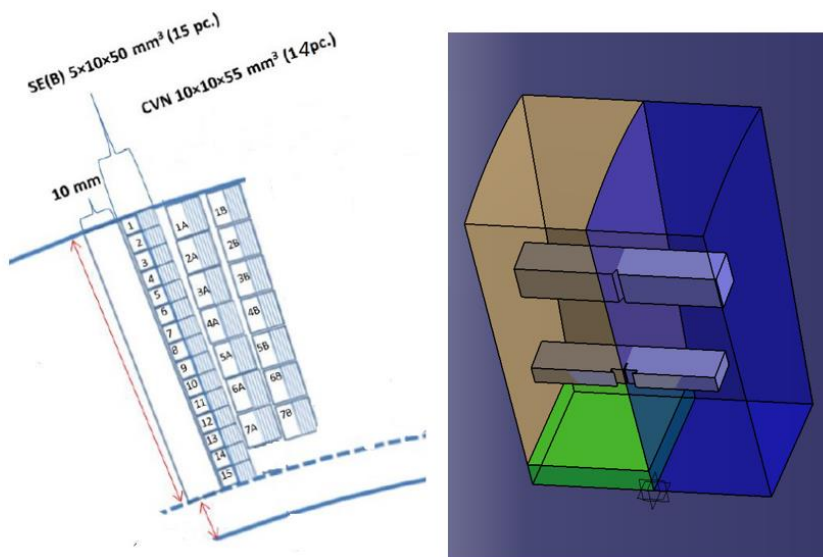 SE(B) 5×10×50 mm³ (15 pc.)
CVN 10×10×55 mm³ (14pc.)
10 mm
1
2
3
4
5
6
7
8
9
10
11
12
13
14
15
1A
2A
3A
4A
5A
6A
7A
1B
2B
3B
4B
5B
6B
7B